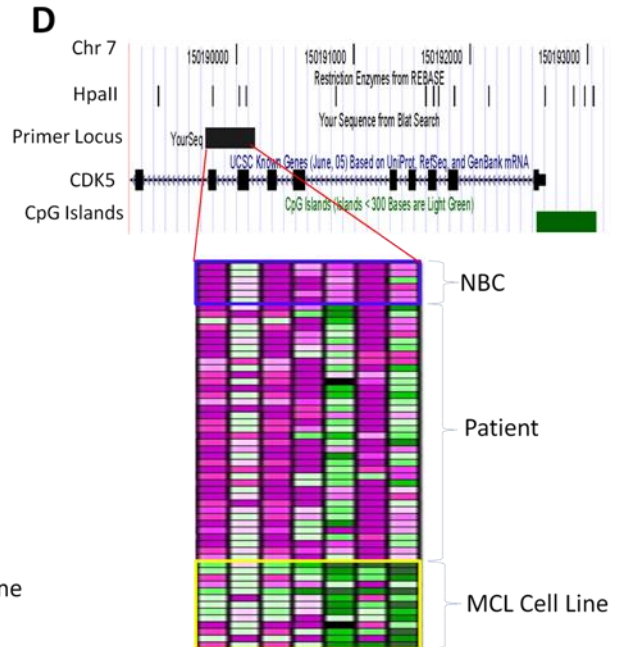 D
Chr 7
150190000 150191000 150192000 150193000
Restriction Enzymes from REBASE
HpaII
Your Sequence from Blat Search
Primer Locus YourSeq
UCSC Known Genes (June, 05) Based on UniProt, RefSeq, and GenBank mRNA
CDK5
CpG Islands (Islands < 300 Bases are Light Green)
CpG Islands
NBC
Patient
MCL Cell Line
ne